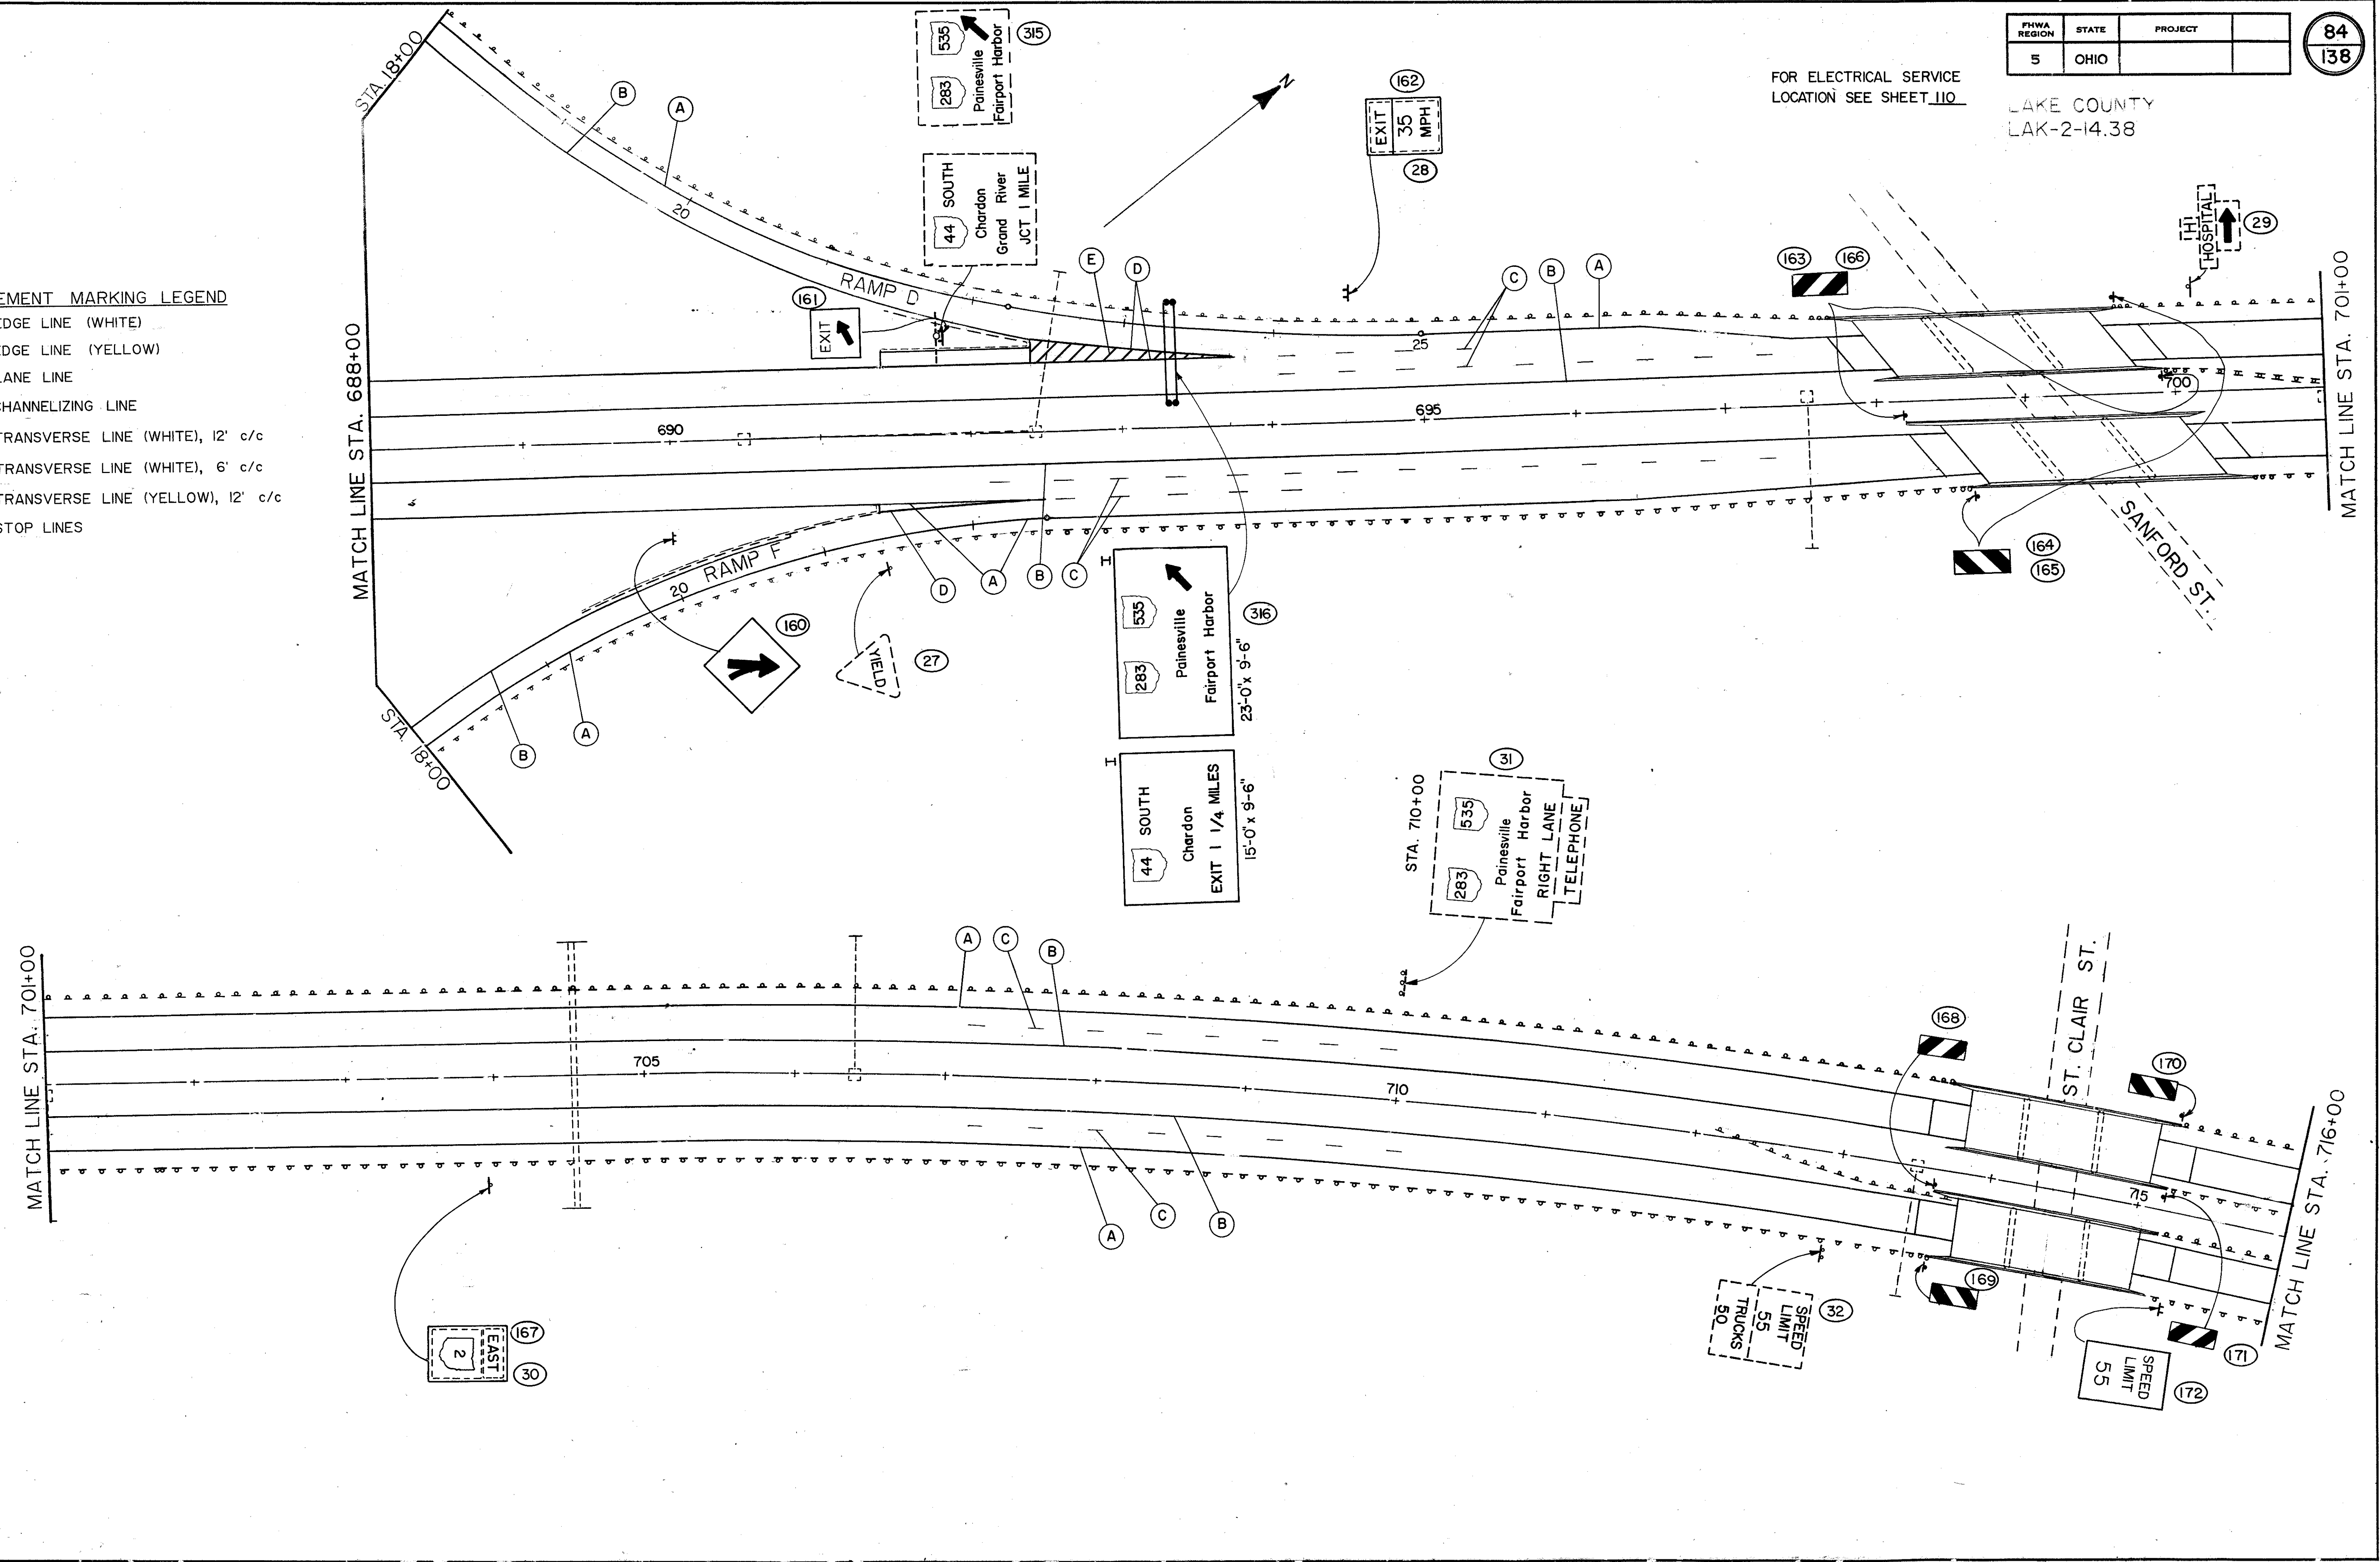 FHWA REGION STATE PROJECT
5 OHIO
84
138
FOR ELECTRICAL SERVICE
LOCATION SEE SHEET 110
LAKE COUNTY
LAK-2-14.38
EMENT MARKING LEGEND
EDGE LINE (WHITE)
EDGE LINE (YELLOW)
LANE LINE
CHANNELIZING LINE
TRANSVERSE LINE (WHITE), 12' c/c
TRANSVERSE LINE (WHITE), 6' c/c
TRANSVERSE LINE (YELLOW), 12' c/c
STOP LINES
STA. 18+00
B
A
20
RAMP D
283 535
Painesville
Fairport Harbor
315
44 SOUTH
Chardon
Grand River
JCT 1 MILE
N
162
EXIT
35
MPH
28
163
166
H
HOSPITAL
29
161
EXIT
E
D
C
B
A
25
MATCH LINE STA. 688+00
690
695
700
MATCH LINE STA. 701+00
SANFORD ST.
164
165
20
RAMP F
D
A
B
C
160
YIELD
27
B
A
STA. 18+00
283 535
Painesville
Fairport Harbor
23'-0" x 9'-6"
316
44 SOUTH
Chardon
EXIT 1 1/4 MILES
15'-0" x 9'-6"
STA. 710+00
31
283 535
Painesville
Fairport Harbor
RIGHT LANE
TELEPHONE
MATCH LINE STA. 701+00
A
C
B
705
710
715
A
C
B
168
ST. CLAIR ST.
170
MATCH LINE STA. 716+00
EAST
2
167
30
SPEED
LIMIT
55
TRUCKS
50
32
169
171
SPEED
LIMIT
55
172